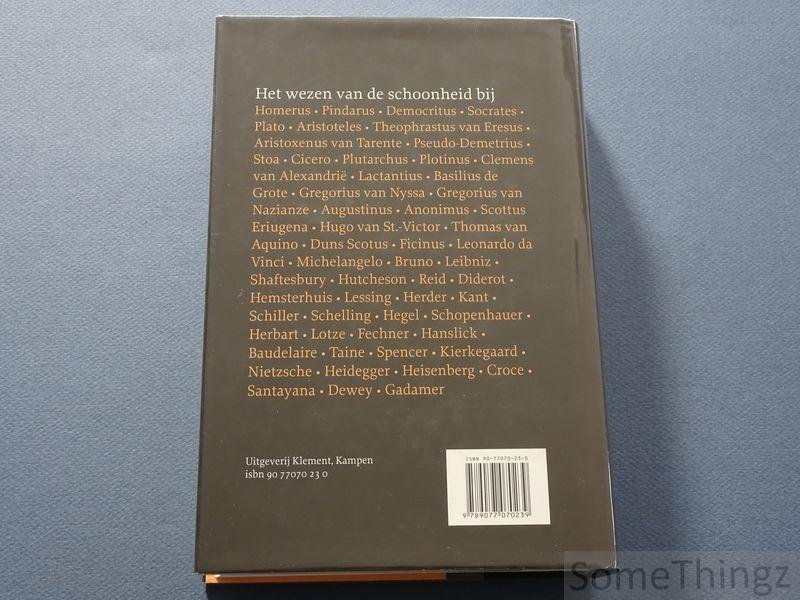 Het wezen van de schoonheid bij
Homerus • Pindarus • Democritus • Socrates •
Plato • Aristoteles • Theophrastus van Eresus •
Aristoxenus van Tarente • Pseudo-Demetrius •
Stoa • Cicero • Plutarchus • Plotinus • Clemens
van Alexandrië • Lactantius • Basilius de
Grote • Gregorius van Nyssa • Gregorius van
Nazianze • Augustinus • Anonimus • Scottus
Eriugena • Hugo van St.-Victor • Thomas van
Aquino • Duns Scotus • Ficinus • Leonardo da
Vinci • Michelangelo • Bruno • Leibniz •
Shaftesbury • Hutcheson • Reid • Diderot •
Hemsterhuis • Lessing • Herder • Kant •
Schiller • Schelling • Hegel • Schopenhauer •
Herbart • Lotze • Fechner • Hanslick •
Baudelaire • Taine • Spencer • Kierkegaard •
Nietzsche • Heidegger • Heisenberg • Croce •
Santayana • Dewey • Gadamer
Uitgeverij Klement, Kampen
isbn 90 77070 23 0
ISBN 90-77070-23-0
9 789077 070239
SomeThingz